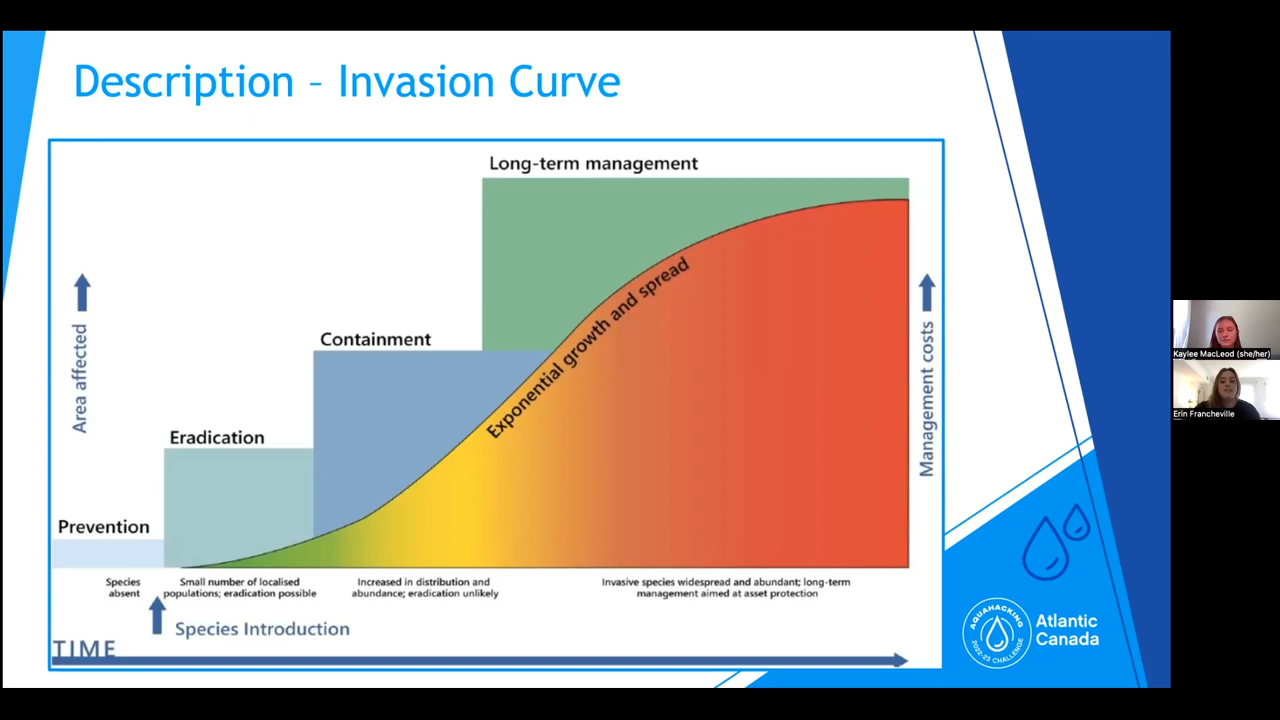 Description – Invasion Curve
Long-term management
Containment
Eradication
Prevention
Area affected
Exponential growth and spread
Management costs
Species
absent
Small number of localised
populations; eradication possible
Increased in distribution and
abundance; eradication unlikely
Invasive species widespread and abundant; long-term
management aimed at asset protection
Species Introduction
TIME
AQUAHACKING
2022-23 CHALLENGE
Atlantic
Canada
Kaylee MacLeod (she/her)
Erin Francheville